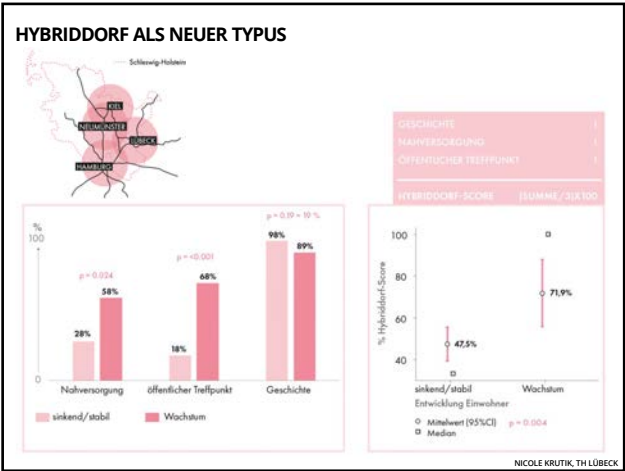 HYBRIDDORF ALS NEUER TYPUS
Schleswig-Holstein
KIEL
NEUMÜNSTER
LÜBECK
HAMBURG
GESCHICHTE 1
NAHVERSORGUNG 1
ÖFFENTLICHER TREFFPUNKT 1
HYBRIDDORF-SCORE (SUMME/3)X100
%
100
0
p = 0.024
28%
58%
Nahversorgung
p = <0.001
18%
68%
öffentlicher Treffpunkt
p = 0.19 = 19 %
98%
89%
Geschichte
sinkend/stabil
Wachstum
% Hybriddorf-Score
100
80
60
40
47,5%
71,9%
sinkend/stabil
Wachstum
Entwicklung Einwohner
Mittelwert (95%CI) p = 0.004
Median
NICOLE KRUTIK, TH LÜBECK